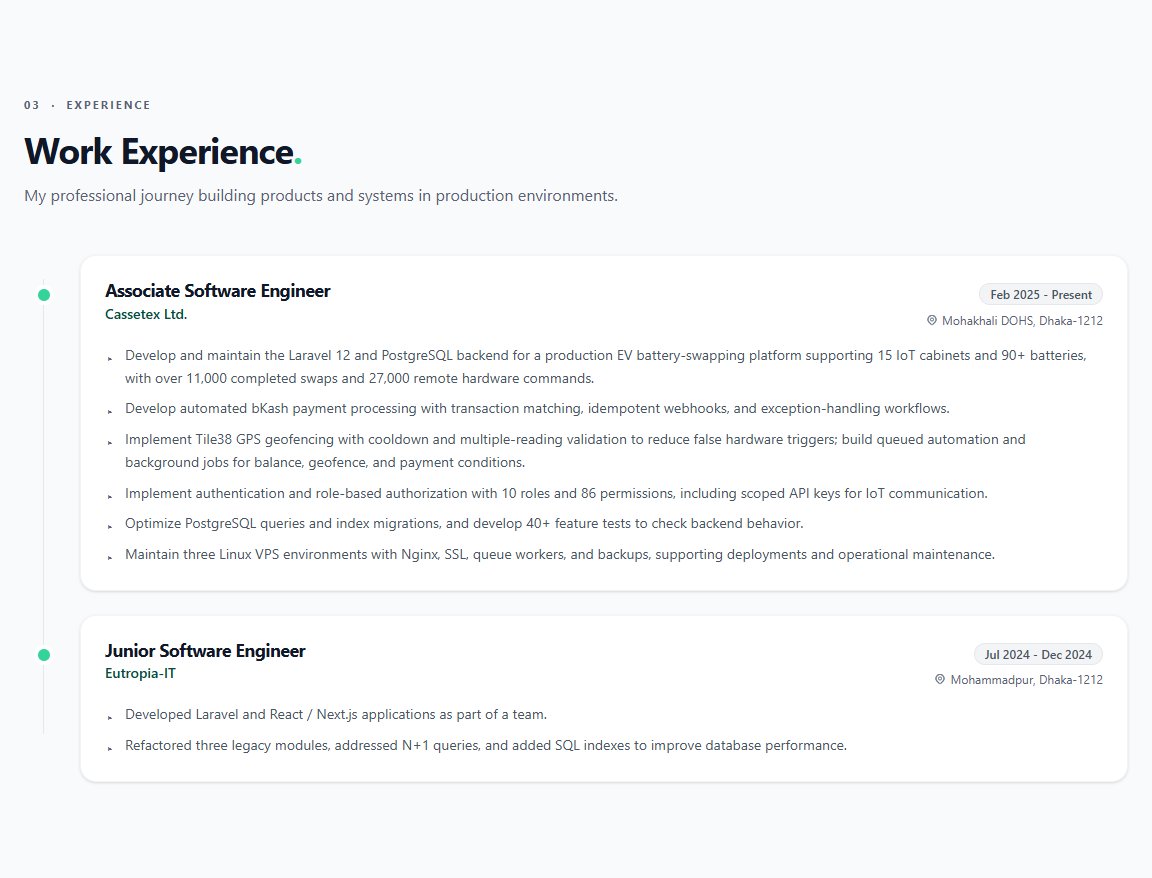 03 · EXPERIENCE
Work Experience.
My professional journey building products and systems in production environments.
Associate Software Engineer
Feb 2025 - Present
Cassetex Ltd.
Mohakhali DOHS, Dhaka-1212
Develop and maintain the Laravel 12 and PostgreSQL backend for a production EV battery-swapping platform supporting 15 IoT cabinets and 90+ batteries,
with over 11,000 completed swaps and 27,000 remote hardware commands.
Develop automated bKash payment processing with transaction matching, idempotent webhooks, and exception-handling workflows.
Implement Tile38 GPS geofencing with cooldown and multiple-reading validation to reduce false hardware triggers; build queued automation and
background jobs for balance, geofence, and payment conditions.
Implement authentication and role-based authorization with 10 roles and 86 permissions, including scoped API keys for IoT communication.
Optimize PostgreSQL queries and index migrations, and develop 40+ feature tests to check backend behavior.
Maintain three Linux VPS environments with Nginx, SSL, queue workers, and backups, supporting deployments and operational maintenance.
Junior Software Engineer
Jul 2024 - Dec 2024
Eutropia-IT
Mohammadpur, Dhaka-1212
Developed Laravel and React / Next.js applications as part of a team.
Refactored three legacy modules, addressed N+1 queries, and added SQL indexes to improve database performance.